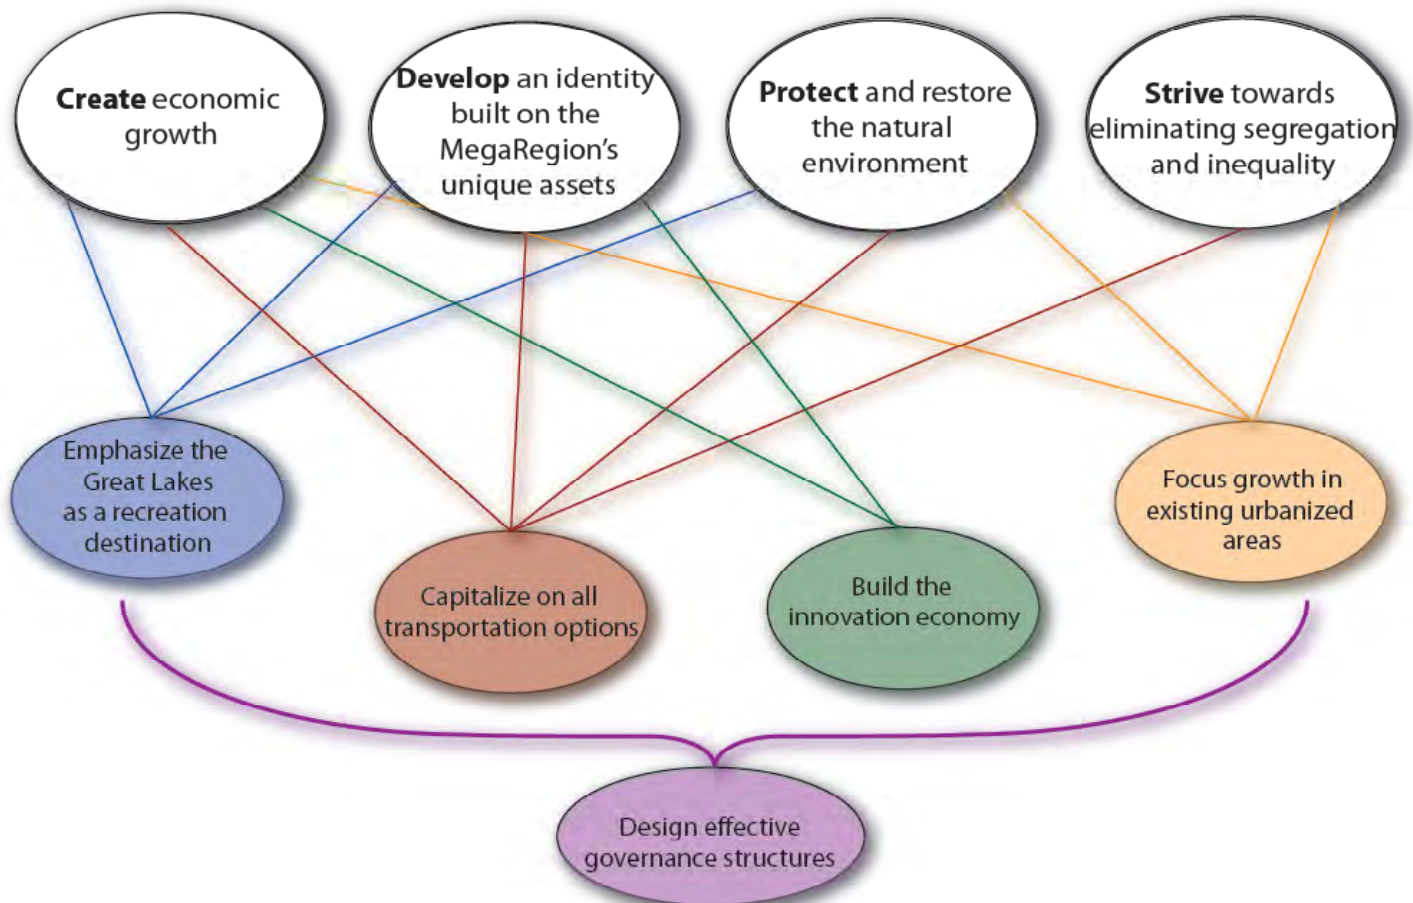 Create economic
growth
Develop an identity
built on the
MegaRegion's
unique assets
Protect and restore
the natural
environment
Strive towards
eliminating segregation
and inequality
Emphasize the
Great Lakes
as a recreation
destination
Capitalize on all
transportation options
Build the
innovation economy
Focus growth in
existing urbanized
areas
Design effective
governance structures